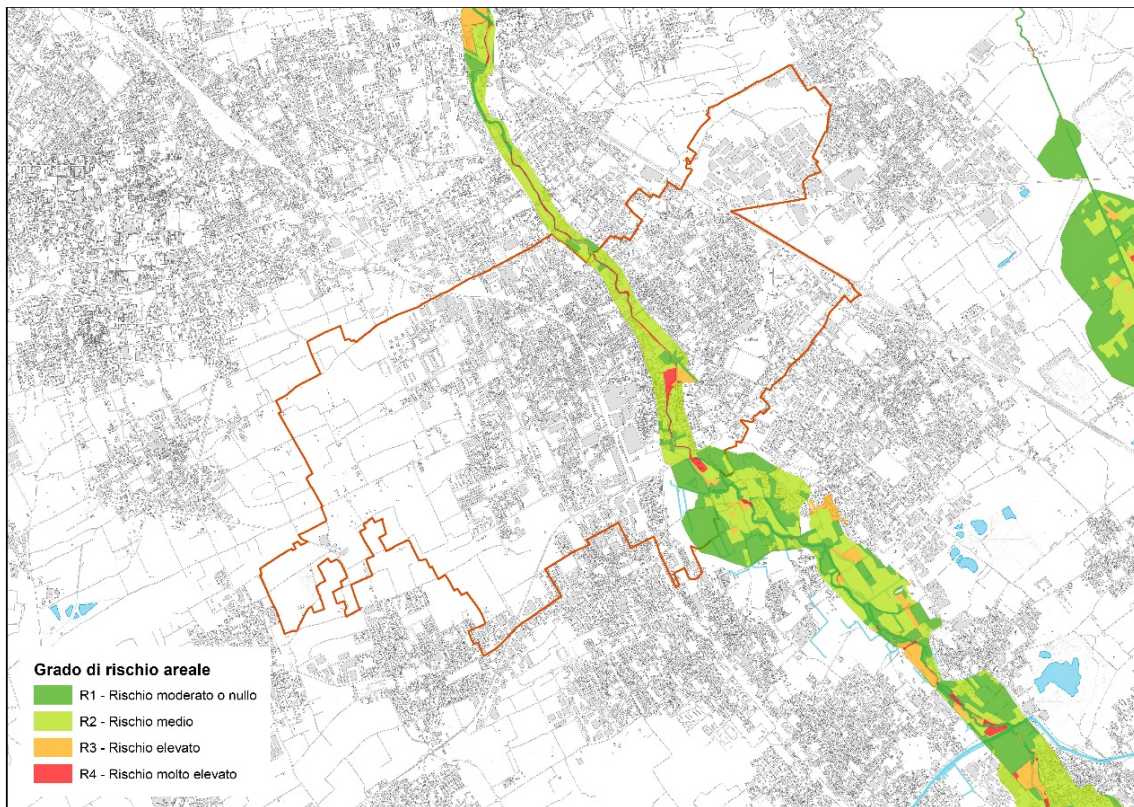 Grado di rischio areale
R1 - Rischio moderato o nullo
R2 - Rischio medio
R3 - Rischio elevato
R4 - Rischio molto elevato